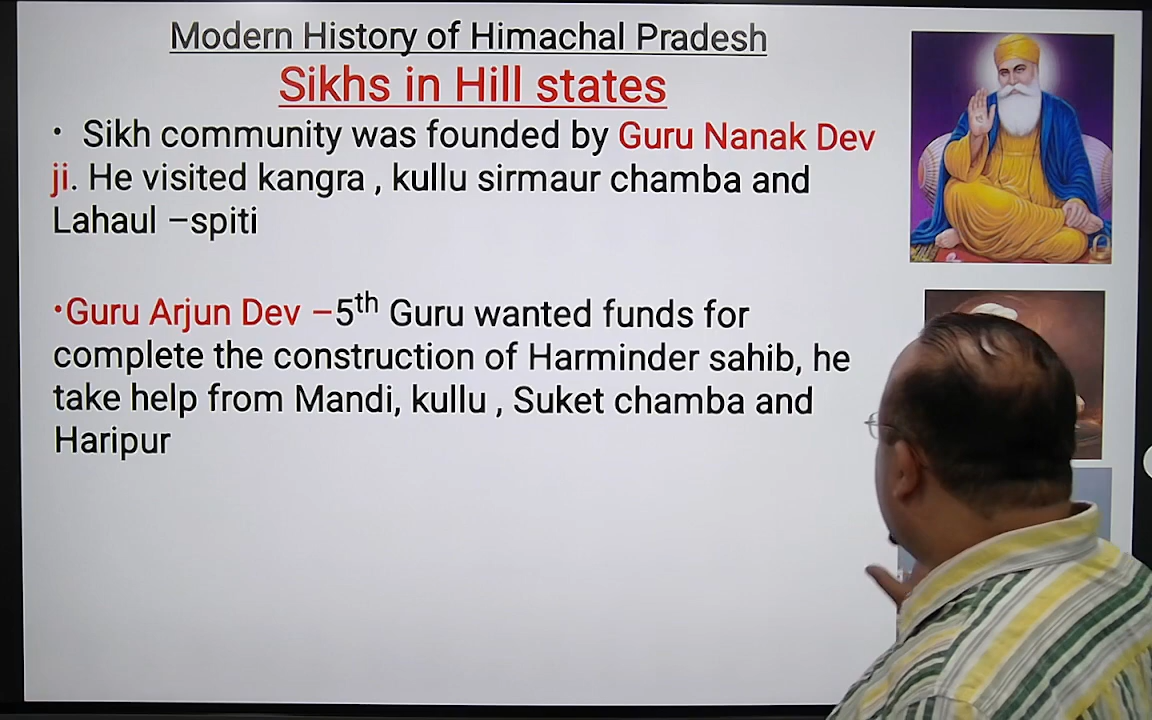 Modern History of Himachal Pradesh
Sikhs in Hill states
• Sikh community was founded by Guru Nanak Dev
ji. He visited kangra , kullu sirmaur chamba and
Lahaul –spiti
•Guru Arjun Dev –5th Guru wanted funds for
complete the construction of Harminder sahib, he
take help from Mandi, kullu , Suket chamba and
Haripur